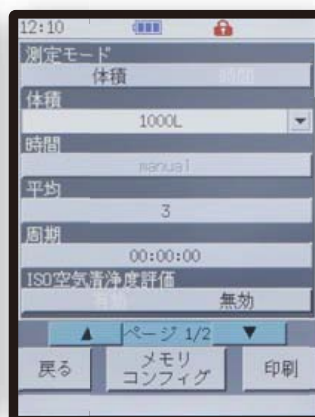 12:10
測定モード
体積 時間
体積
1000L
時間
manual
平均
3
周期
00:00:00
ISO空気清浄度評価
有効 無効
ページ 1/2
戻る メモリ コンフィグ 印刷